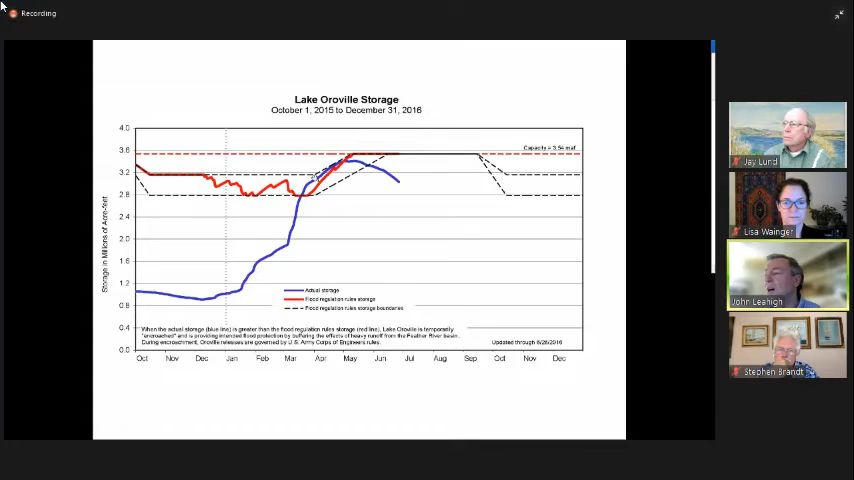 Recording
Lake Oroville Storage
October 1, 2015 to December 31, 2016
4.0
3.6
3.2
2.8
2.4
2.0
1.6
1.2
0.8
0.4
0.0
Storage in Millions of Acre-feet
Capacity = 3.54 maf
Actual storage
Flood regulation rules storage
Flood regulation rules storage boundaries
When the actual storage (blue line) is greater than the flood regulation rules storage (red line), Lake Oroville is temporarily
"encroached" and is providing intended flood protection by buffering the effects of heavy runoff from the Feather River basin.
During encroachment, Oroville releases are governed by U.S. Army Corps of Engineers rules.
Updated through 6/28/2016
Oct Nov Dec Jan Feb Mar Apr May Jun Jul Aug Sep Oct Nov Dec
Jay Lund
Lisa Wainger
John Leahigh
Stephen Brandt